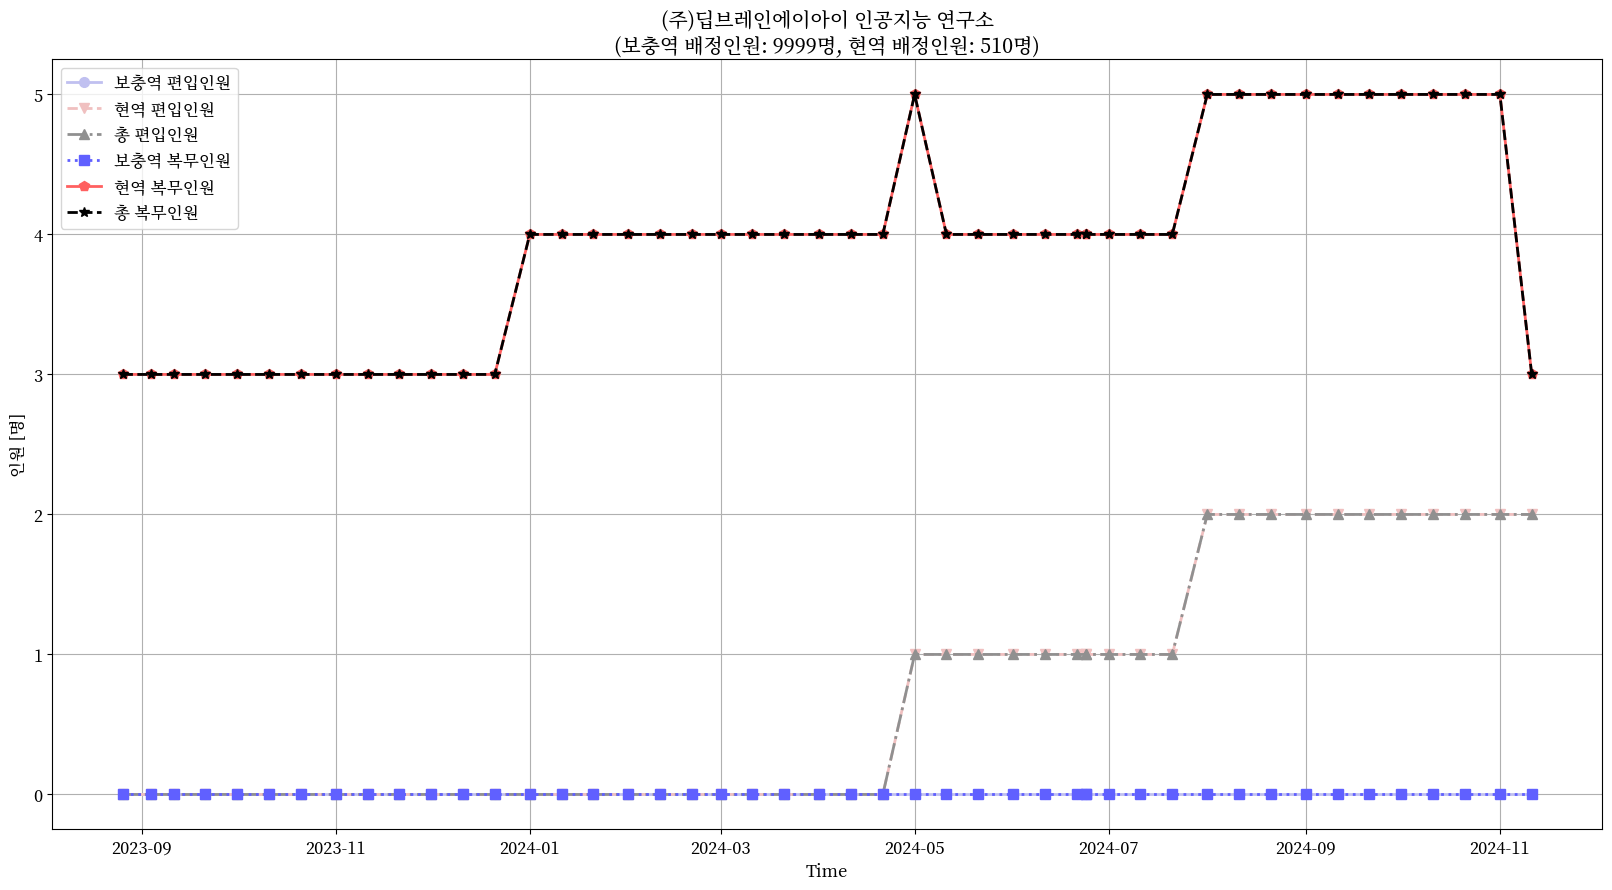 (주)딥브레인에이아이 인공지능 연구소
(보충역 배정인원: 9999명, 현역 배정인원: 510명)
보충역 편입인원
현역 편입인원
총 편입인원
보충역 복무인원
현역 복무인원
총 복무인원
5
4
3
2
1
0
인원 [명]
2023-09 2023-11 2024-01 2024-03 2024-05 2024-07 2024-09 2024-11
Time